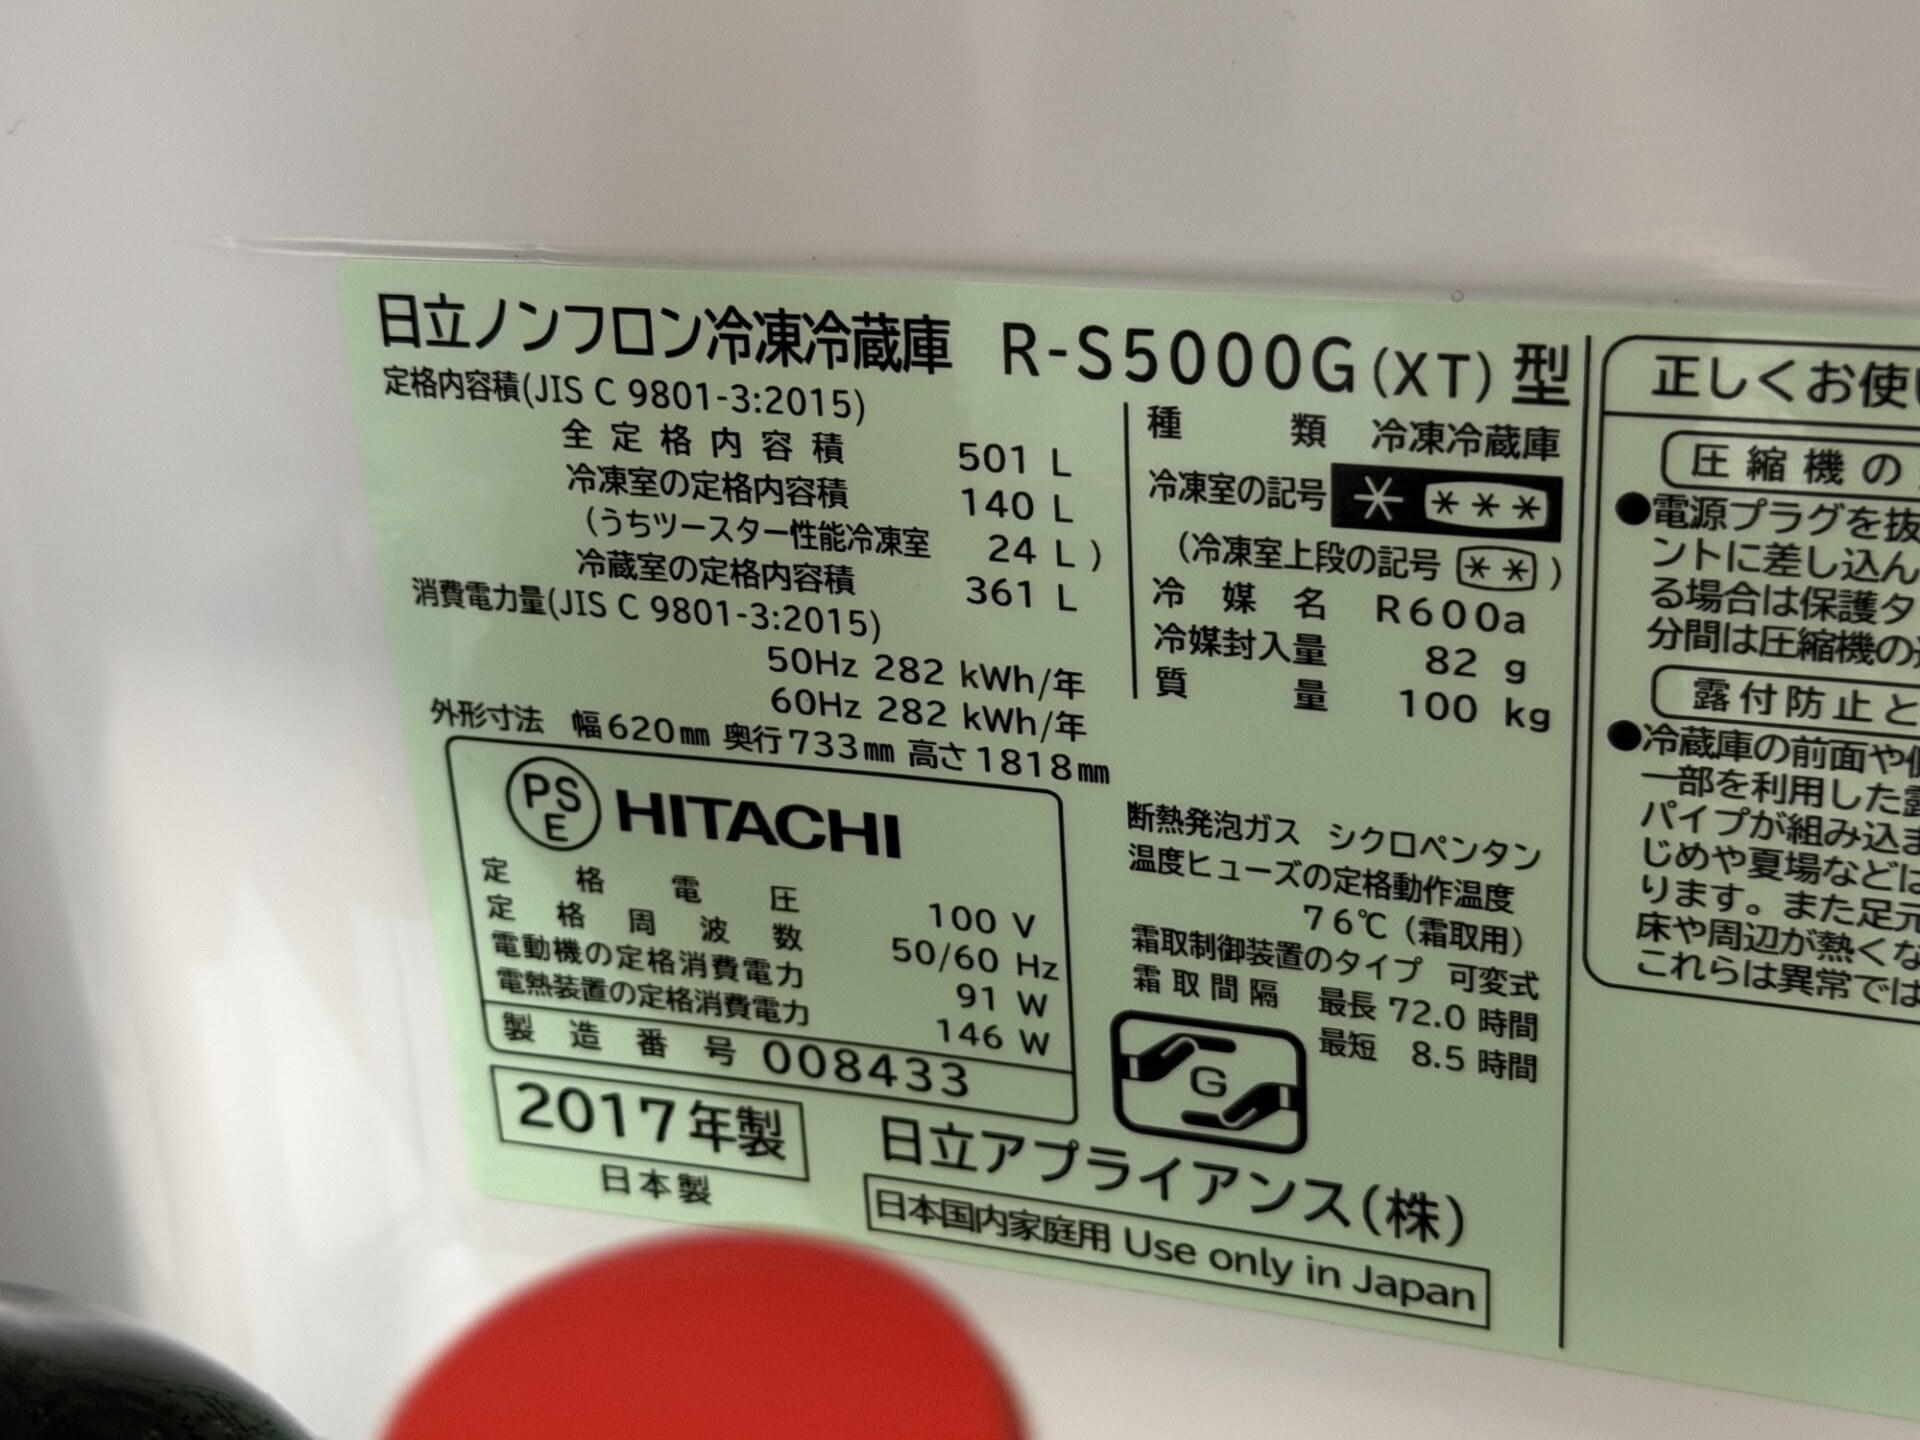 日立ノンフロン冷凍冷蔵庫 R-S5000G(XT)型
定格内容積(JIS C 9801-3:2015)
全定格内容積 501 L
冷凍室の定格内容積 140 L
(うちツースター性能冷凍室 24 L)
冷蔵室の定格内容積 361 L
消費電力量(JIS C 9801-3:2015)
50Hz 282 kWh/年
60Hz 282 kWh/年
外形寸法 幅620㎜ 奥行733㎜ 高さ1818㎜
種類 冷凍冷蔵庫
冷凍室の記号 * ***
(冷凍室上段の記号 **)
冷媒名 R600a
冷媒封入量 82 g
質量 100 kg
PSE HITACHI
定格電圧 100 V
定格周波数 50/60 Hz
電動機の定格消費電力 91 W
電熱装置の定格消費電力 146 W
製造番号 008433
2017年製
日本製
断熱発泡ガス シクロペンタン
温度ヒューズの定格動作温度
76℃(霜取用)
霜取制御装置のタイプ 可変式
霜取間隔 最長 72.0 時間
最短 8.5 時間
G
日立アプライアンス(株)
日本国内家庭用 Use only in Japan
正しくお使い
圧縮機の
●電源プラグを抜
ントに差し込ん
る場合は保護タ
分間は圧縮機の
露付防止と
●冷蔵庫の前面や
一部を利用した
パイプが組み込ま
じめや夏場などは
ります。また足元
床や周辺が熱くな
これらは異常では